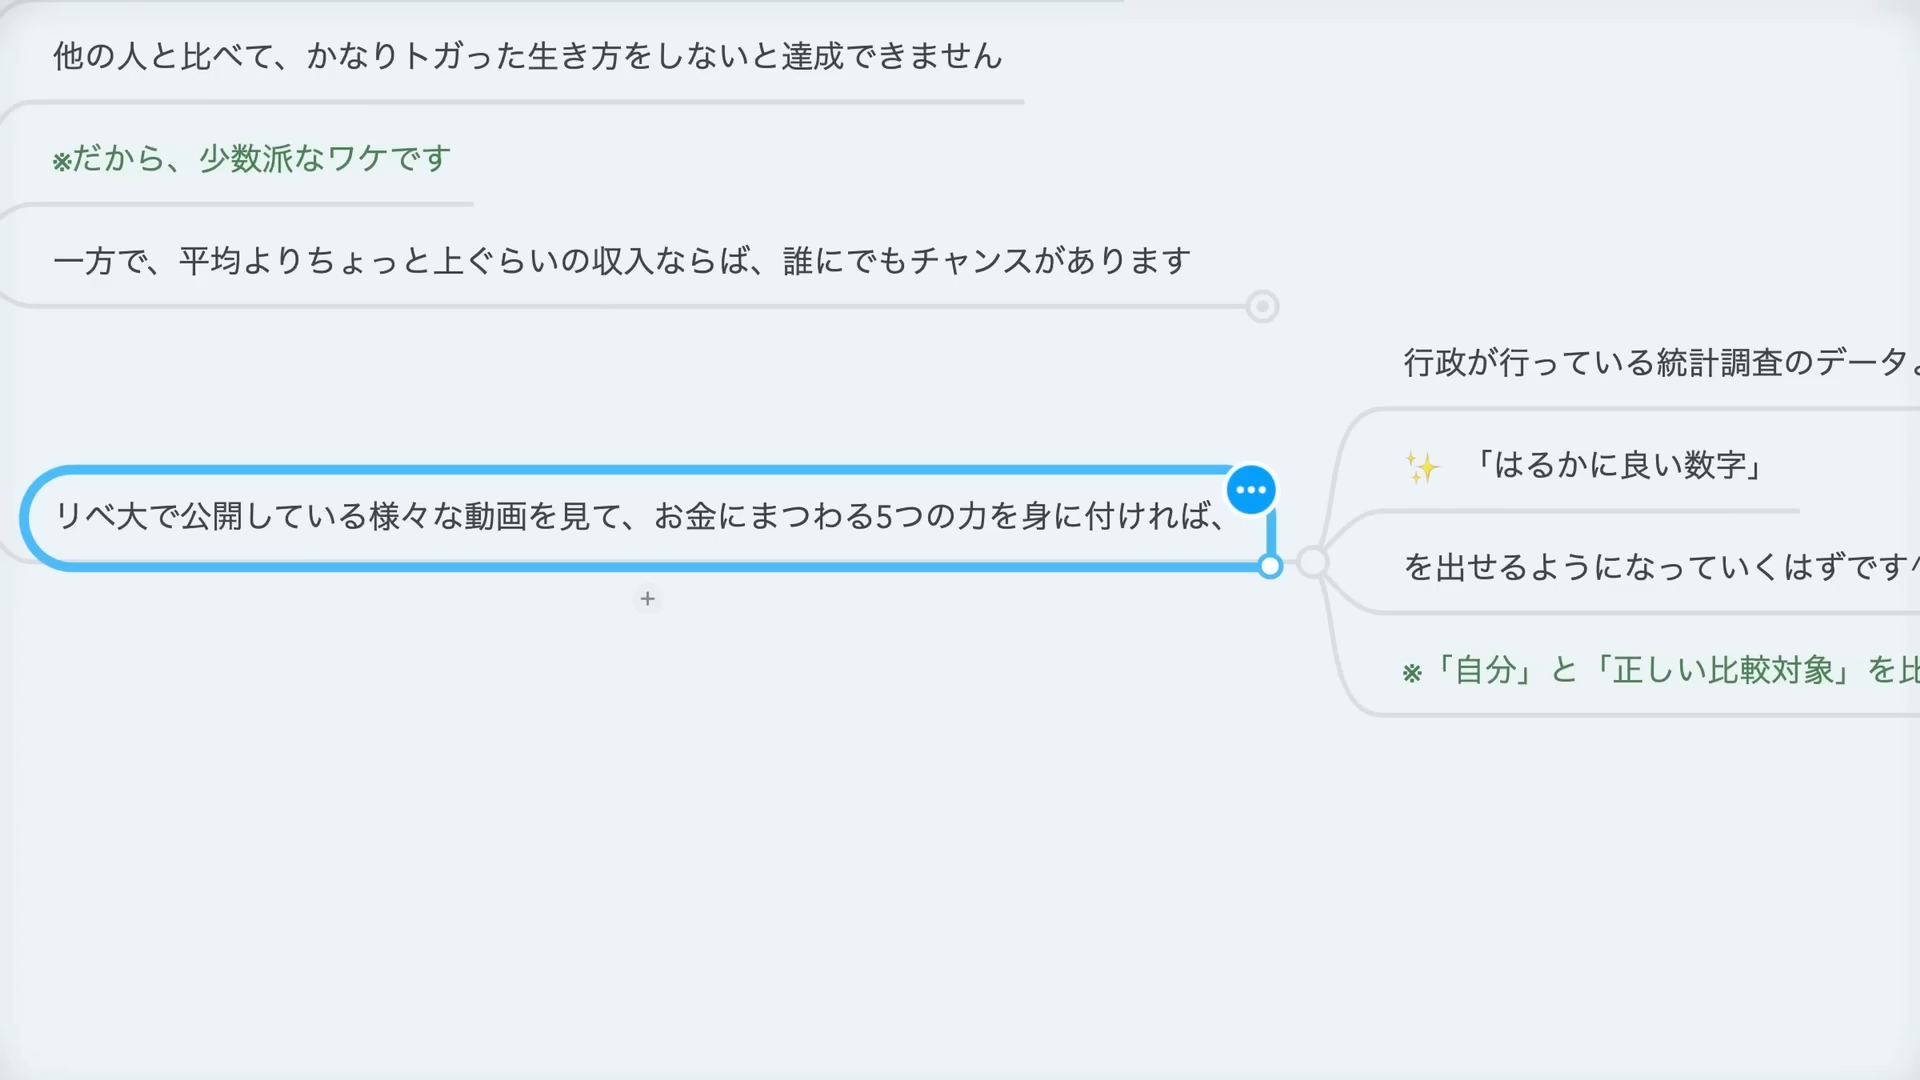 他の人と比べて、かなりトガった生き方をしないと達成できません
※だから、少数派なワケです
一方で、平均よりちょっと上ぐらいの収入ならば、誰にでもチャンスがあります
リベ大で公開している様々な動画を見て、お金にまつわる5つの力を身に付ければ、
行政が行っている統計調査のデータ
✨ 「はるかに良い数字」
を出せるようになっていくはずです
※「自分」と「正しい比較対象」を比